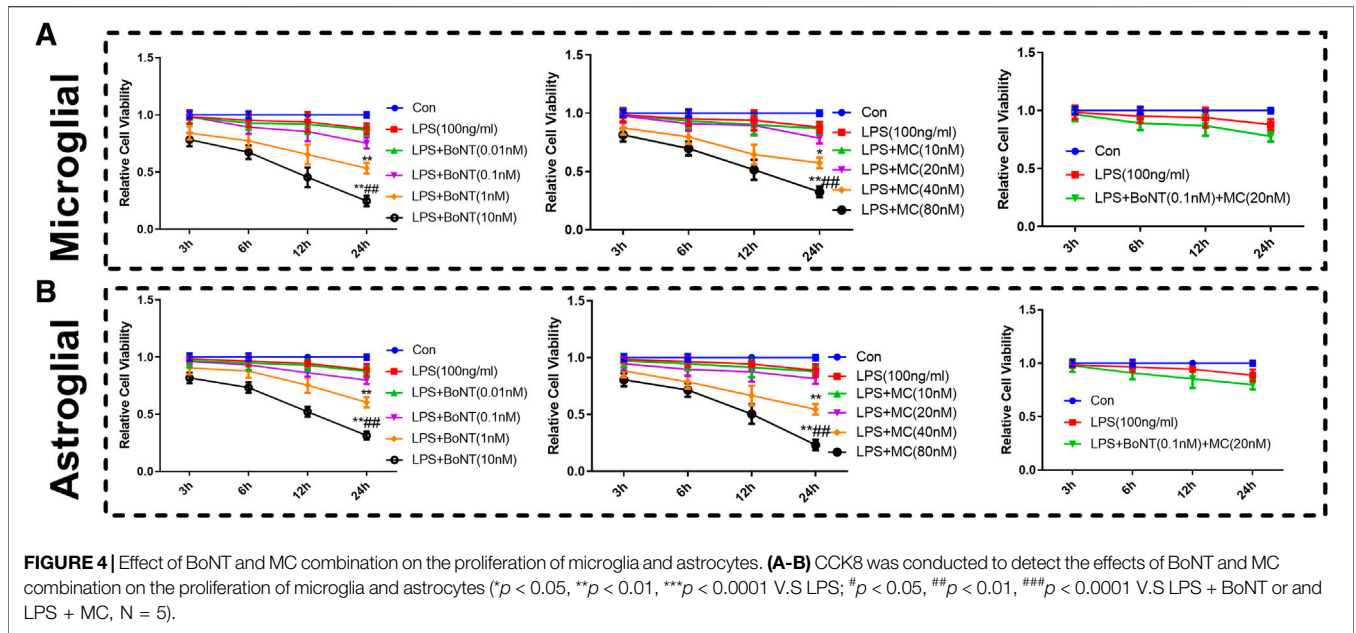 A
Microglial
Relative Cell Viability
1.5
1.0
0.5
0.0
3h
6h
12h
24h
**
**##
Con
LPS(100ng/ml)
LPS+BoNT(0.01nM)
LPS+BoNT(0.1nM)
LPS+BoNT(1nM)
LPS+BoNT(10nM)
Relative Cell Viability
1.5
1.0
0.5
0.0
3h
6h
12h
24h
*
**##
Con
LPS(100ng/ml)
LPS+MC(10nM)
LPS+MC(20nM)
LPS+MC(40nM)
LPS+MC(80nM)
Relative Cell Viability
1.5
1.0
0.5
0.0
3h
6h
12h
24h
Con
LPS(100ng/ml)
LPS+BoNT(0.1nM)+MC(20nM)
B
Astroglial
Relative Cell Viability
1.5
1.0
0.5
0.0
3h
6h
12h
24h
**
**##
Con
LPS(100ng/ml)
LPS+BoNT(0.01nM)
LPS+BoNT(0.1nM)
LPS+BoNT(1nM)
LPS+BoNT(10nM)
Relative Cell Viability
1.5
1.0
0.5
0.0
3h
6h
12h
24h
**
**##
Con
LPS(100ng/ml)
LPS+MC(10nM)
LPS+MC(20nM)
LPS+MC(40nM)
LPS+MC(80nM)
Relative Cell Viability
1.5
1.0
0.5
0.0
3h
6h
12h
24h
Con
LPS(100ng/ml)
LPS+BoNT(0.1nM)+MC(20nM)
FIGURE 4 | Effect of BoNT and MC combination on the proliferation of microglia and astrocytes. (A-B) CCK8 was conducted to detect the effects of BoNT and MC
combination on the proliferation of microglia and astrocytes (*p < 0.05, **p < 0.01, ***p < 0.0001 V.S LPS; #p < 0.05, ##p < 0.01, ###p < 0.0001 V.S LPS + BoNT or and
LPS + MC, N = 5).